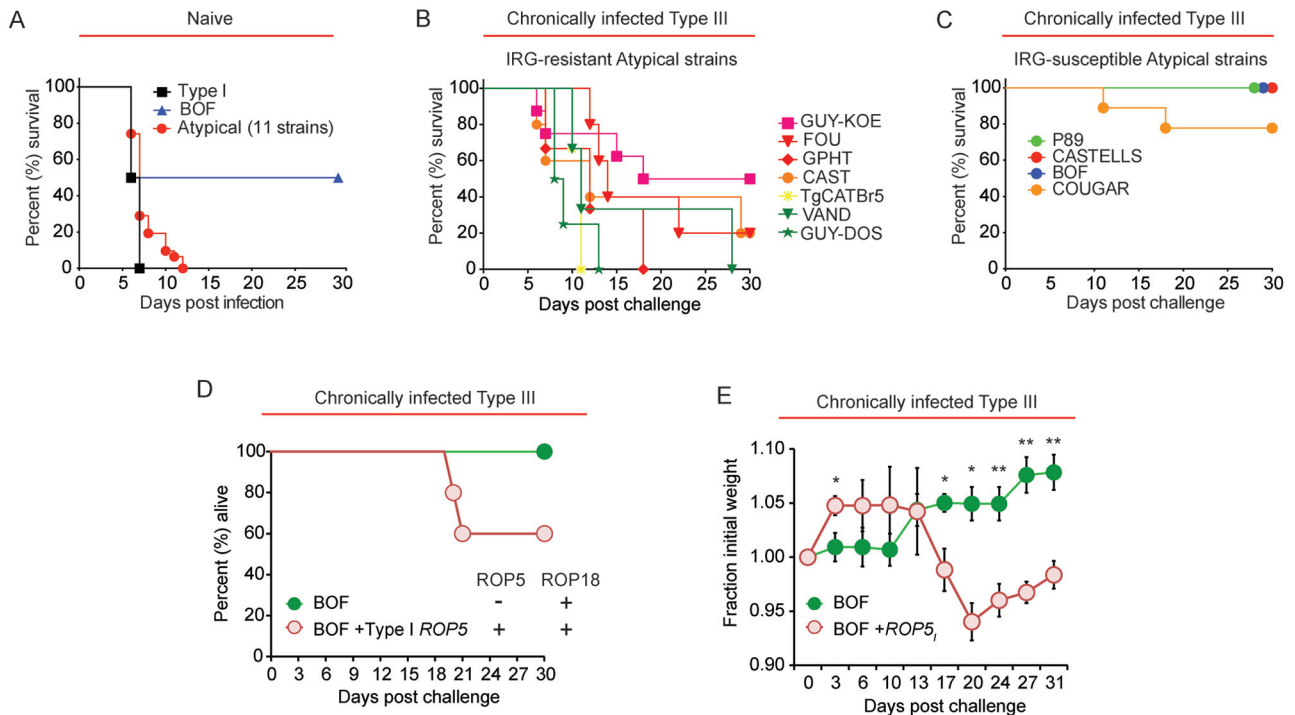 A
Naive
Percent (%) survival
100
80
60
40
20
0
Type I
BOF
Atypical (11 strains)
0 5 10 15 20 25 30
Days post infection
B
Chronically infected Type III
IRG-resistant Atypical strains
Percent (%) survival
100
80
60
40
20
0
0 5 10 15 20 25 30
Days post challenge
GUY-KOE
FOU
GPHT
CAST
TgCATBr5
VAND
GUY-DOS
C
Chronically infected Type III
IRG-susceptible Atypical strains
Percent (%) survival
100
80
60
40
20
0
P89
CASTELLS
BOF
COUGAR
0 5 10 15 20 25 30
Days post challenge
D
Chronically infected Type III
Percent (%) alive
100
80
60
40
20
0
ROP5 ROP18
BOF - +
BOF +Type I ROP5 + +
0 3 6 9 12 15 18 21 24 27 30
Days post challenge
E
Chronically infected Type III
Fraction initial weight
1.10
1.05
1.00
0.95
0.90
* * * ** ** **
BOF
BOF +ROP5I
0 3 6 10 13 17 20 24 27 31
Days post challenge